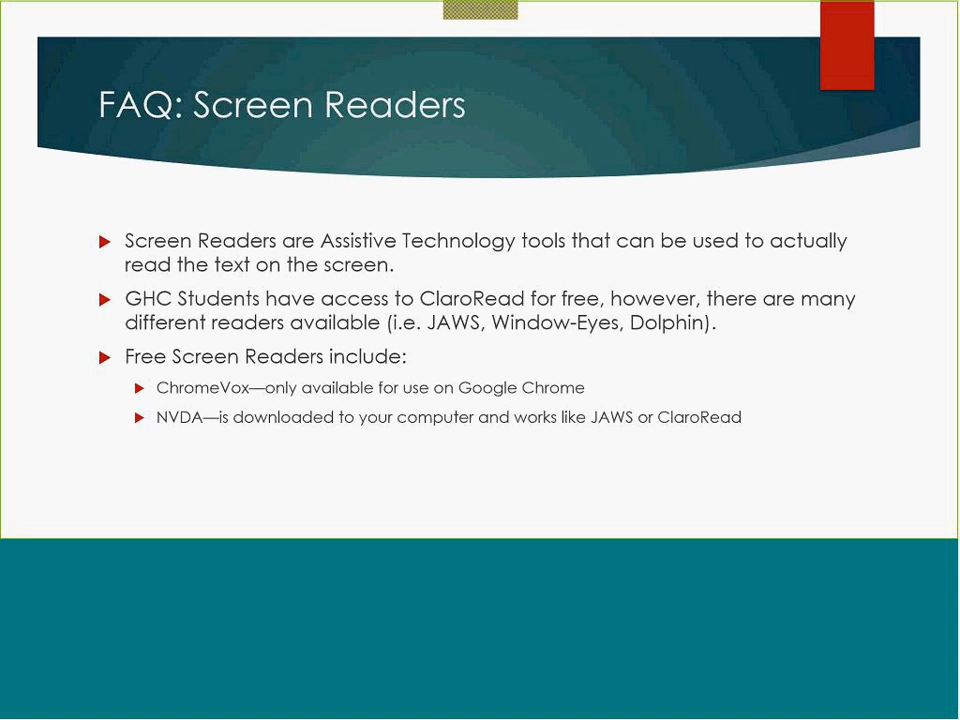 FAQ: Screen Readers
Screen Readers are Assistive Technology tools that can be used to actually
read the text on the screen.
GHC Students have access to ClaroRead for free, however, there are many
different readers available (i.e. JAWS, Window-Eyes, Dolphin).
Free Screen Readers include:
ChromeVox—only available for use on Google Chrome
NVDA—is downloaded to your computer and works like JAWS or ClaroRead